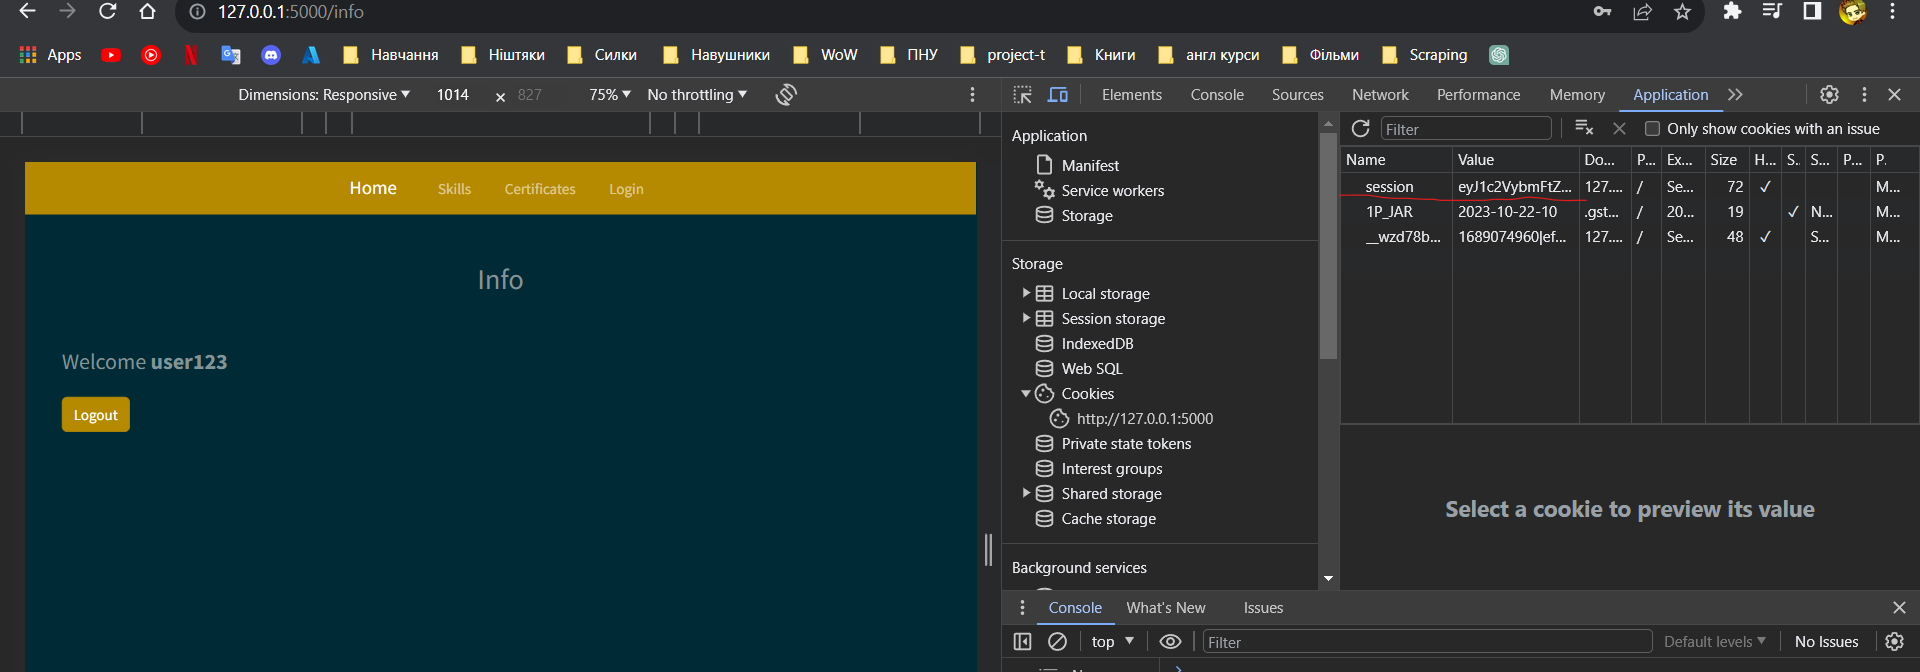 127.0.0.1:5000/info
Apps Навчання Ніштяки Силки Навушники WoW ПНУ project-t Книги англ курси Фільми Scraping
Dimensions: Responsive 1014 × 827 75% No throttling
Elements Console Sources Network Performance Memory Application
Filter Only show cookies with an issue
Home Skills Certificates Login
Info
Welcome user123
Logout
Application
Manifest
Service workers
Storage
Storage
Local storage
Session storage
IndexedDB
Web SQL
Cookies
http://127.0.0.1:5000
Private state tokens
Interest groups
Shared storage
Cache storage
Background services
Name Value Do... P... Ex... Size H... S. S... P... P.
session eyJ1c2VybmFtZ... 127.... / Se... 72 ✓ M...
1P_JAR 2023-10-22-10 .gst... / 20... 19 ✓ N... M...
__wzd78b... 1689074960|ef... 127.... / Se... 48 ✓ S... M...
Select a cookie to preview its value
Console What's New Issues
top Filter Default levels No Issues